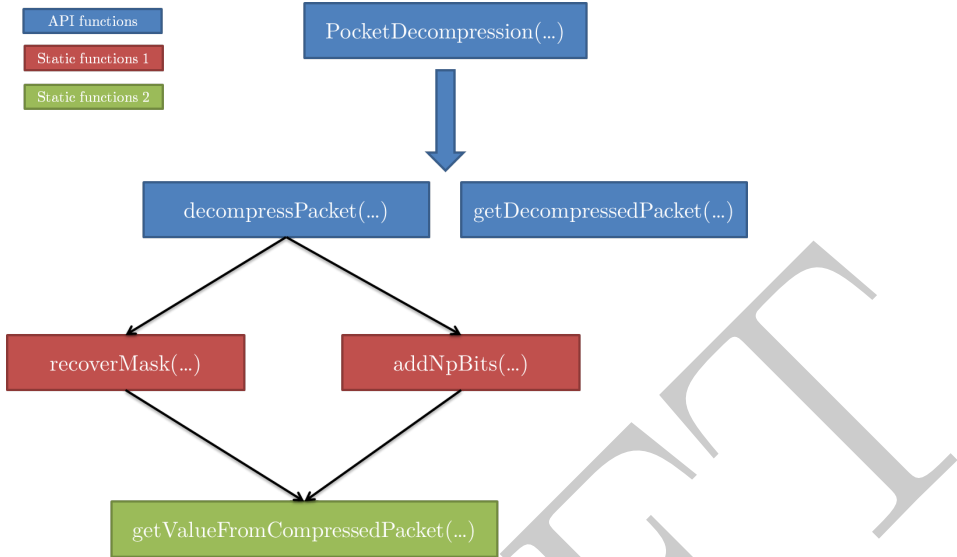 API functions
PocketDecompression(...)
Static functions 1
Static functions 2
decompressPacket(...)
getDecompressedPacket(...)
recoverMask(...)
addNpBits(...)
getValueFromCompressedPacket(...)